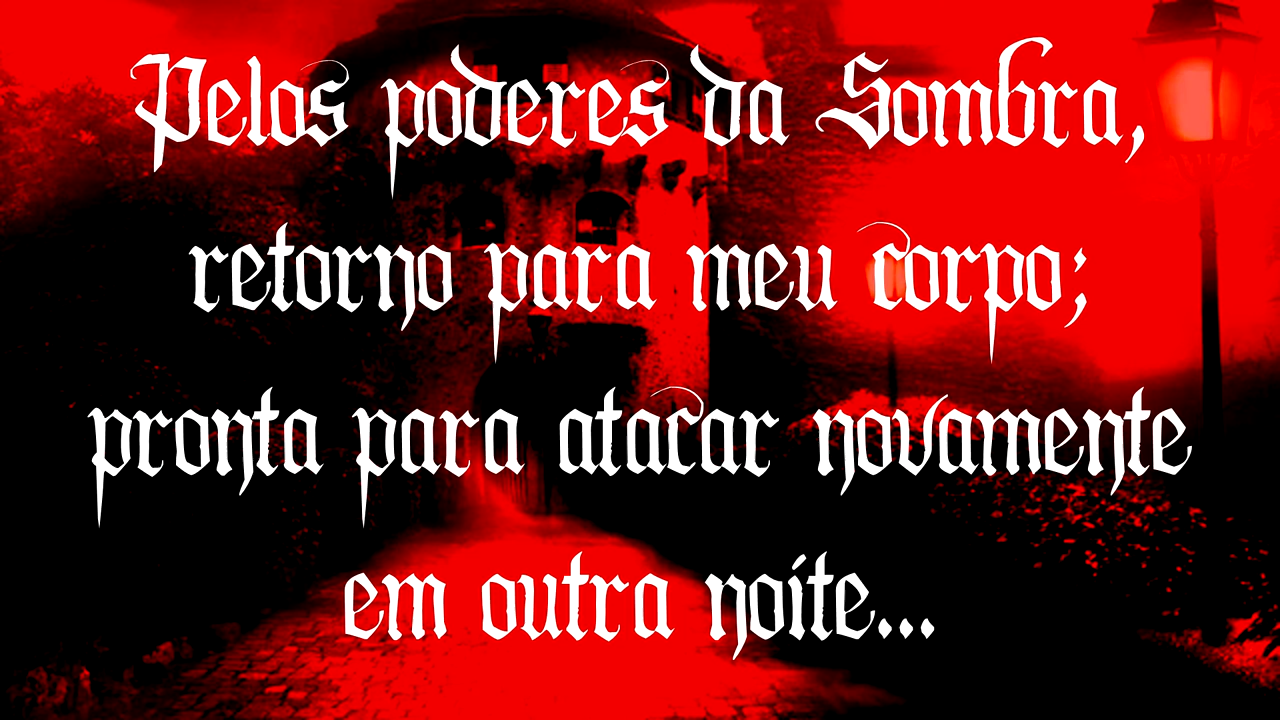 Pelos poderes da Sombra,
retorno para meu corpo;
pronta para atacar novamente
em outra noite...